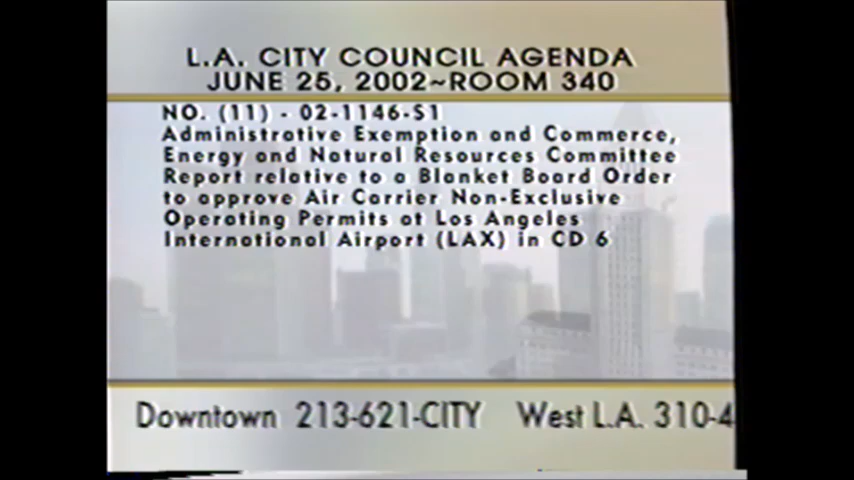 L.A. CITY COUNCIL AGENDA
JUNE 25, 2002~ROOM 340
NO. (11) - 02-1146-S1
Administrative Exemption and Commerce,
Energy and Natural Resources Committee
Report relative to a Blanket Board Order
to approve Air Carrier Non-Exclusive
Operating Permits at Los Angeles
International Airport (LAX) in CD 6
Downtown 213-621-CITY West L.A. 310-4